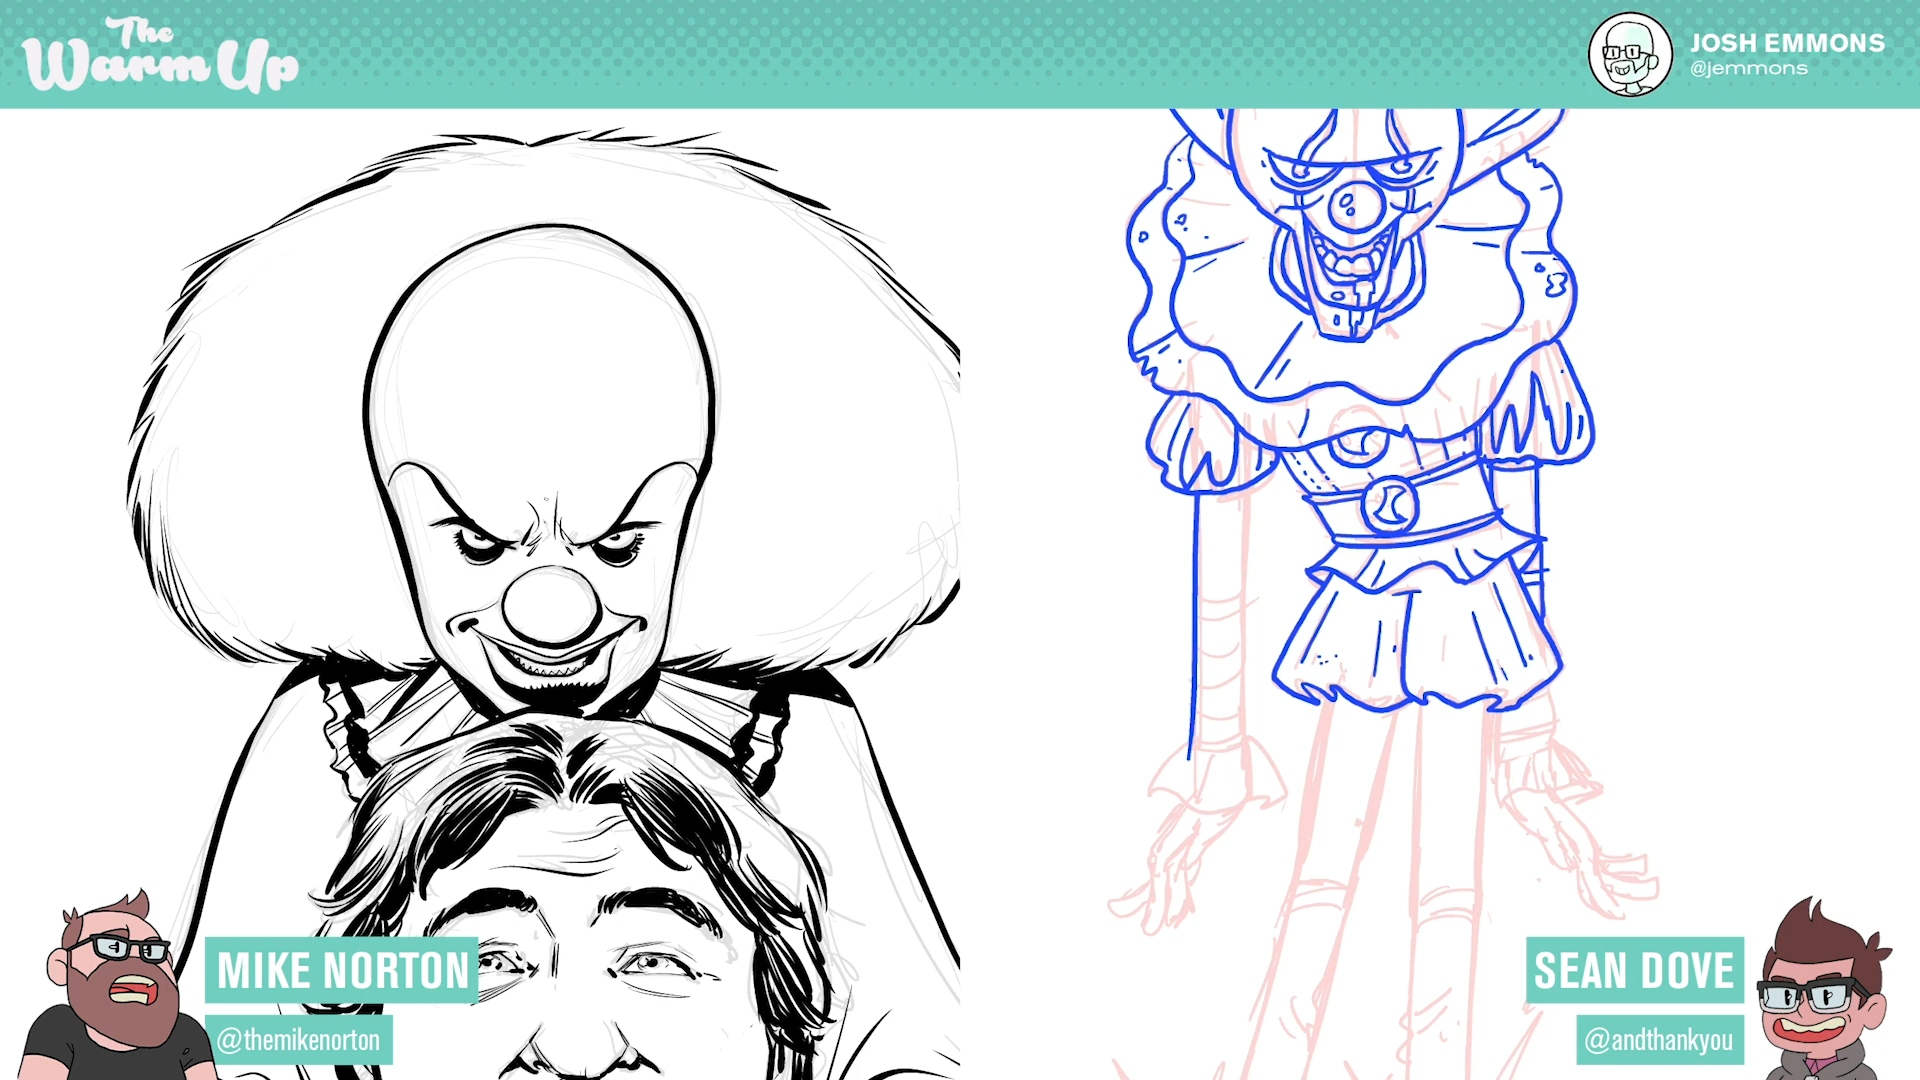 The
Warm Up
JOSH EMMONS
@jemmons
MIKE NORTON
@themikenorton
SEAN DOVE
@andthankyou